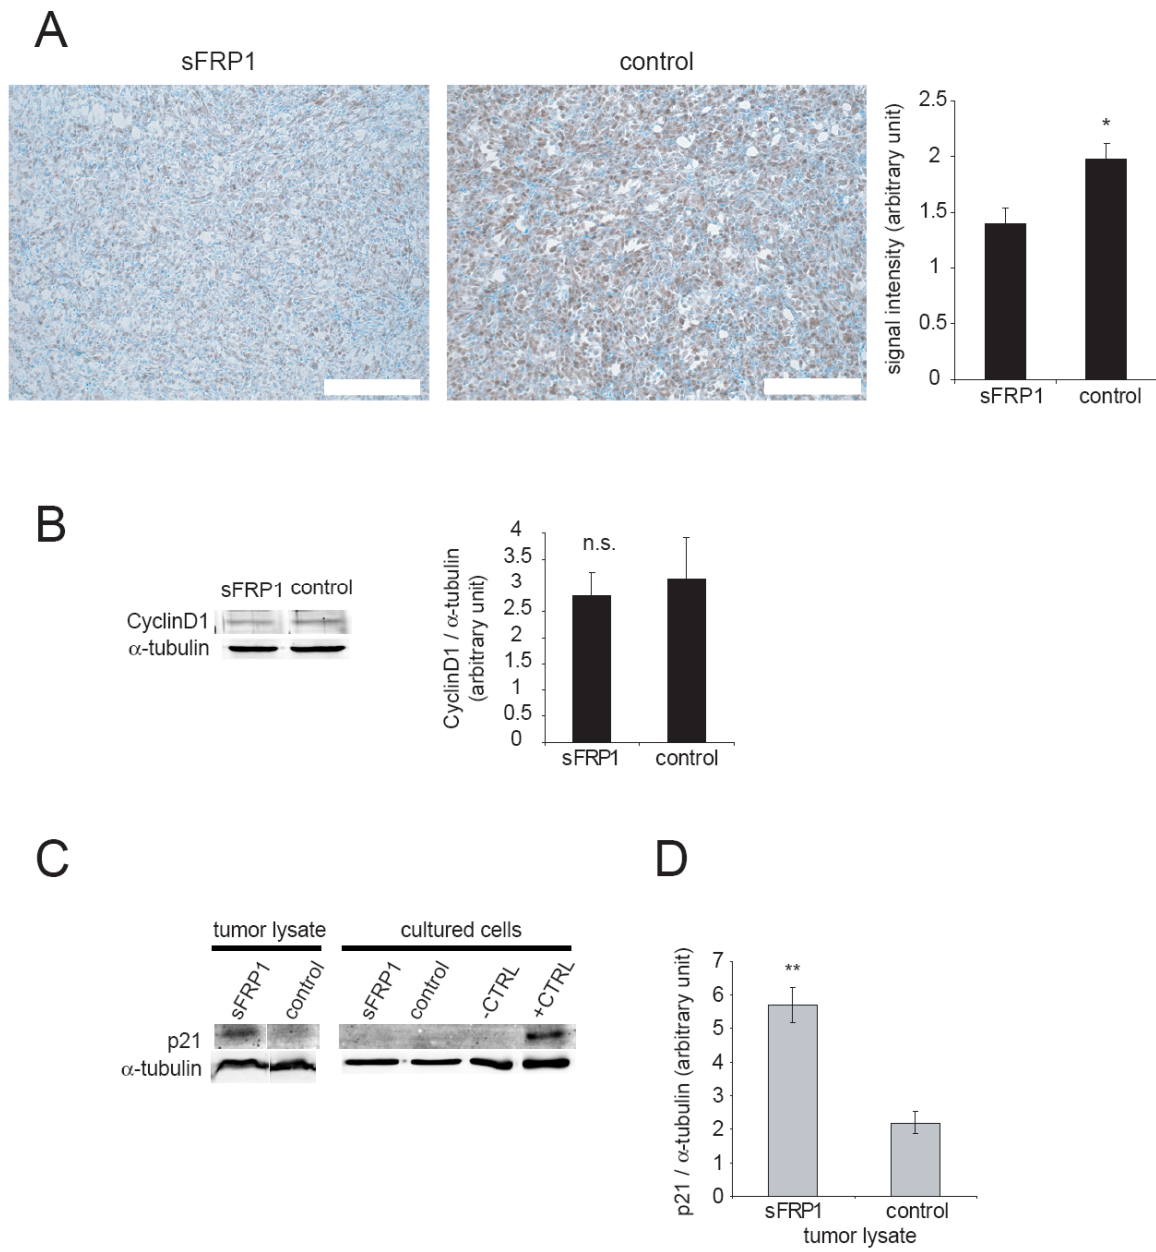 A
sFRP1
control
signal intensity (arbitrary unit)
2.5
2
1.5
1
0.5
0
*
sFRP1
control
B
sFRP1
control
CyclinD1
α-tubulin
CyclinD1 / α-tubulin
(arbitrary unit)
4
3.5
3
2.5
2
1.5
1
0.5
0
n.s.
sFRP1
control
C
tumor lysate
cultured cells
sFRP1
control
sFRP1
control
-CTRL
+CTRL
p21
α-tubulin
D
p21 / α-tubulin (arbitrary unit)
7
6
5
4
3
2
1
0
**
sFRP1
control
tumor lysate